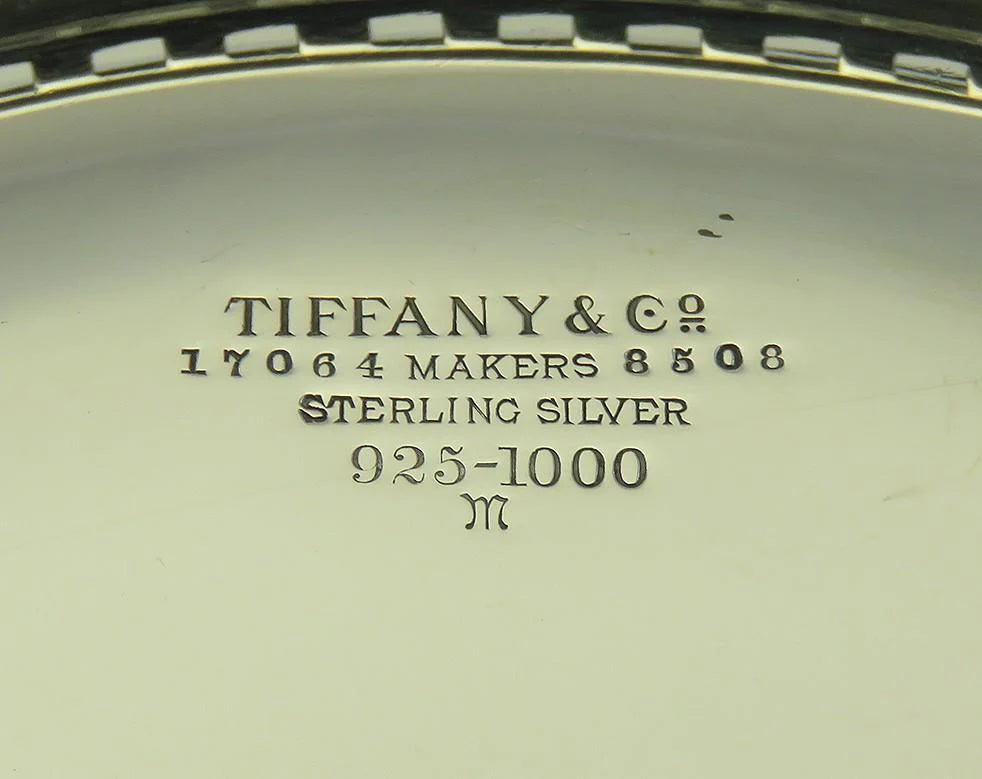 TIFFANY & Co
17064 MAKERS 8508
STERLING SILVER
925-1000
M